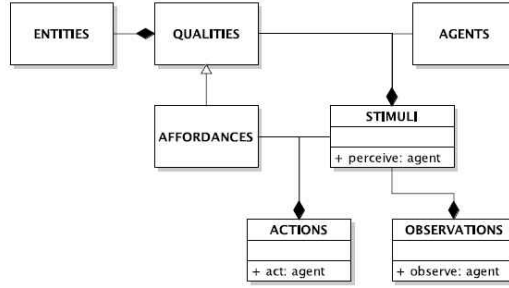 ENTITIES
QUALITIES
AGENTS
AFFORDANCES
STIMULI
+ perceive: agent
ACTIONS
+ act: agent
OBSERVATIONS
+ observe: agent